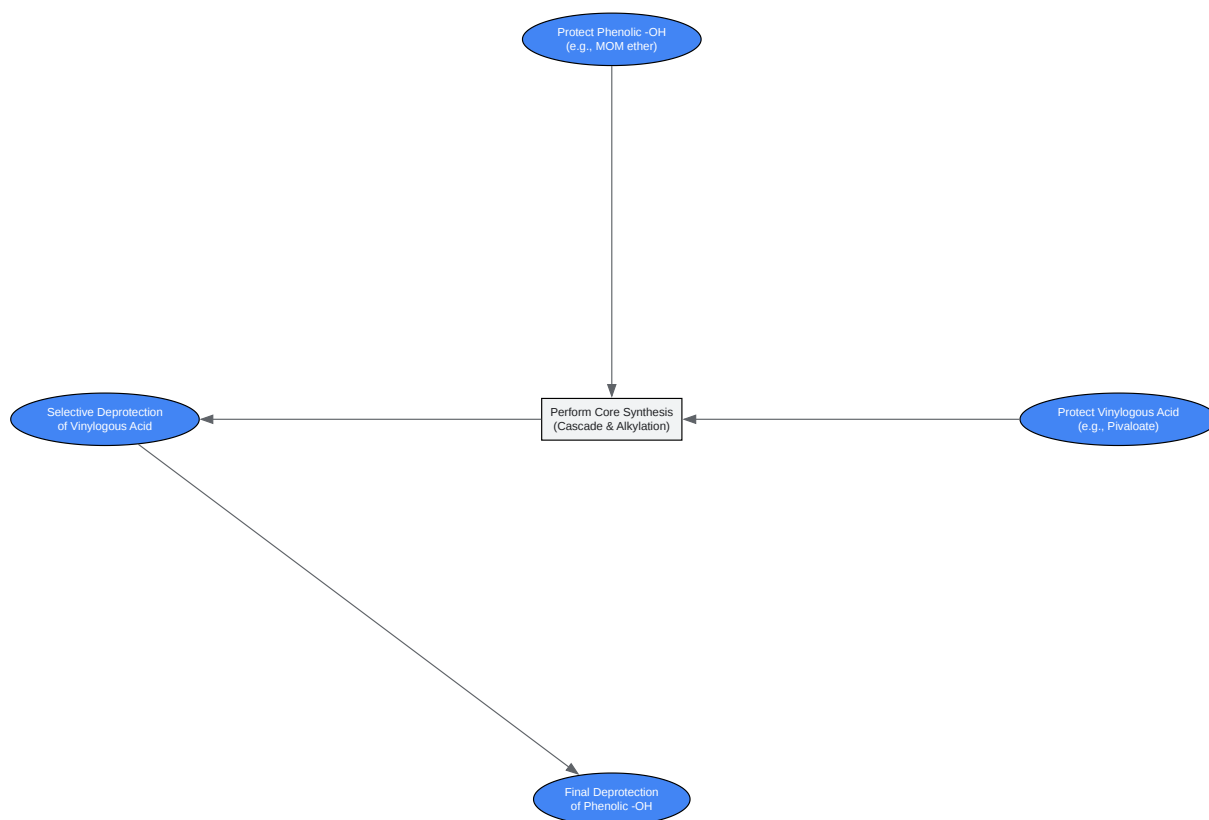 Protect Phenolic -OH
(e.g., MOM ether)
Selective Deprotection
of Vinylogous Acid
Perform Core Synthesis
(Cascade & Alkylation)
Protect Vinylogous Acid
(e.g., Pivaloate)
Final Deprotection
of Phenolic -OH